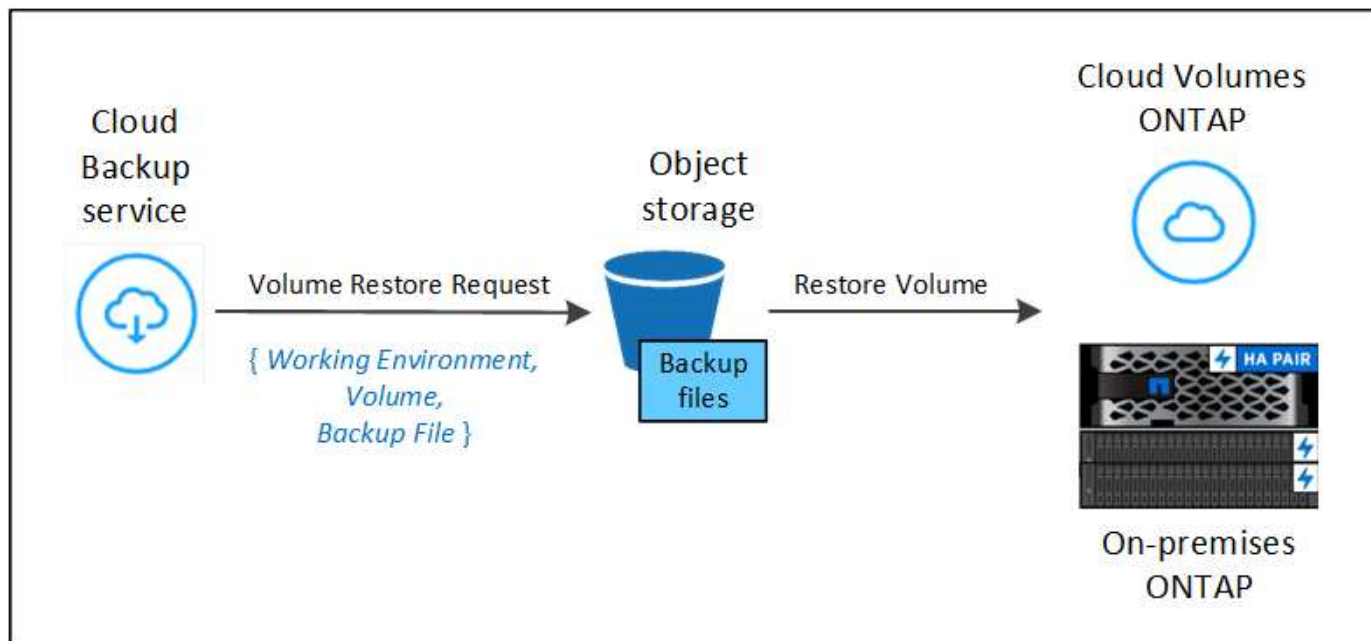 Cloud
Backup
service
Volume Restore Request
{ Working Environment,
Volume,
Backup File }
Object
storage
Backup
files
Restore Volume
Cloud Volumes
ONTAP
HA PAIR
On-premises
ONTAP